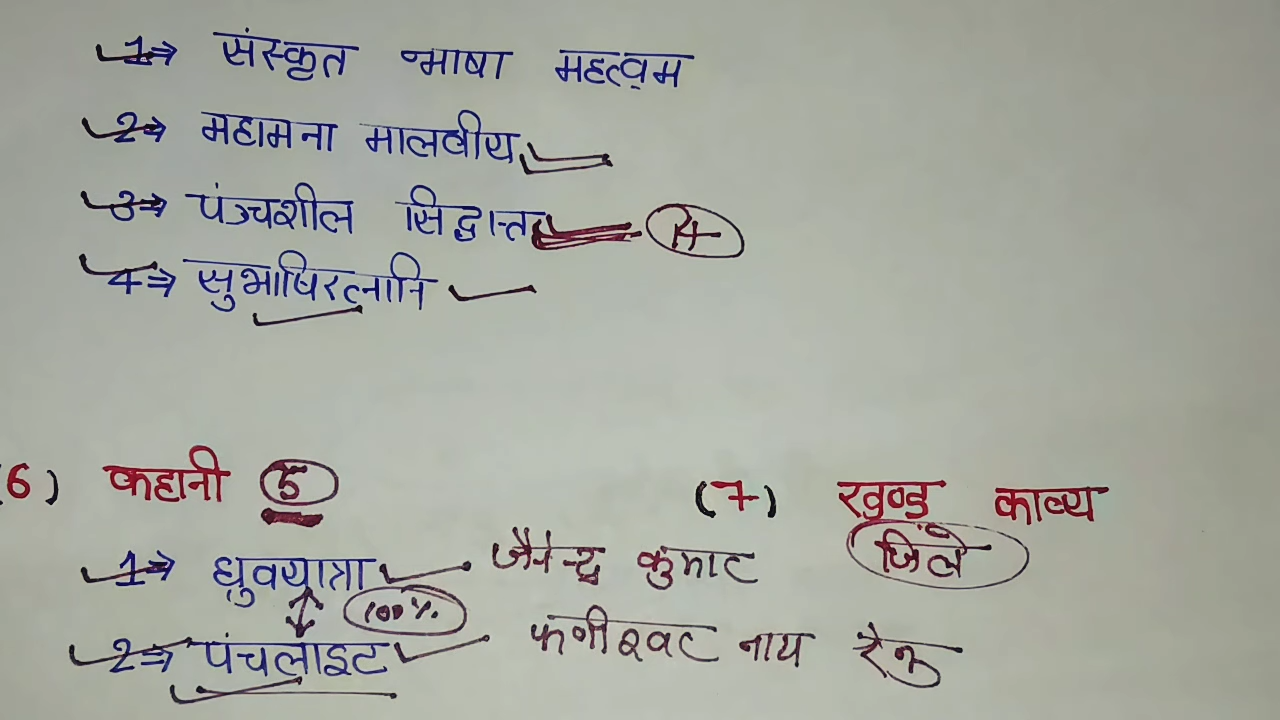 1⇒ संस्कृत भाषा महत्वम
2⇒ महामना मालवीय
3⇒ पंञ्चशील सिद्धान्त
4⇒ सुभाषिरत्नानि
(6) कहानी 5 (7) खण्ड काव्य
1⇒ ध्रुवयात्रा जैनेन्द्र कुमार जिले
100%
2⇒ पंचलाइट फणीश्वर नाथ रेनु